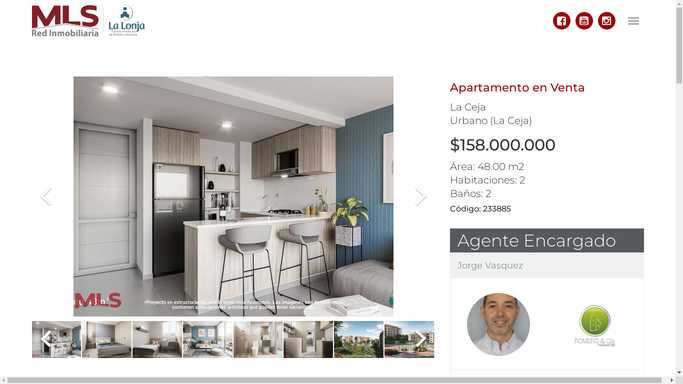 MLS
Red Inmobiliaria
La Lonja
Apartamento en Venta
La Ceja
Urbano (La Ceja)
$158.000.000
Área: 48.00 m2
Habitaciones: 2
Baños: 2
Código: 233885
Agente Encargado
Jorge Vasquez
MLS